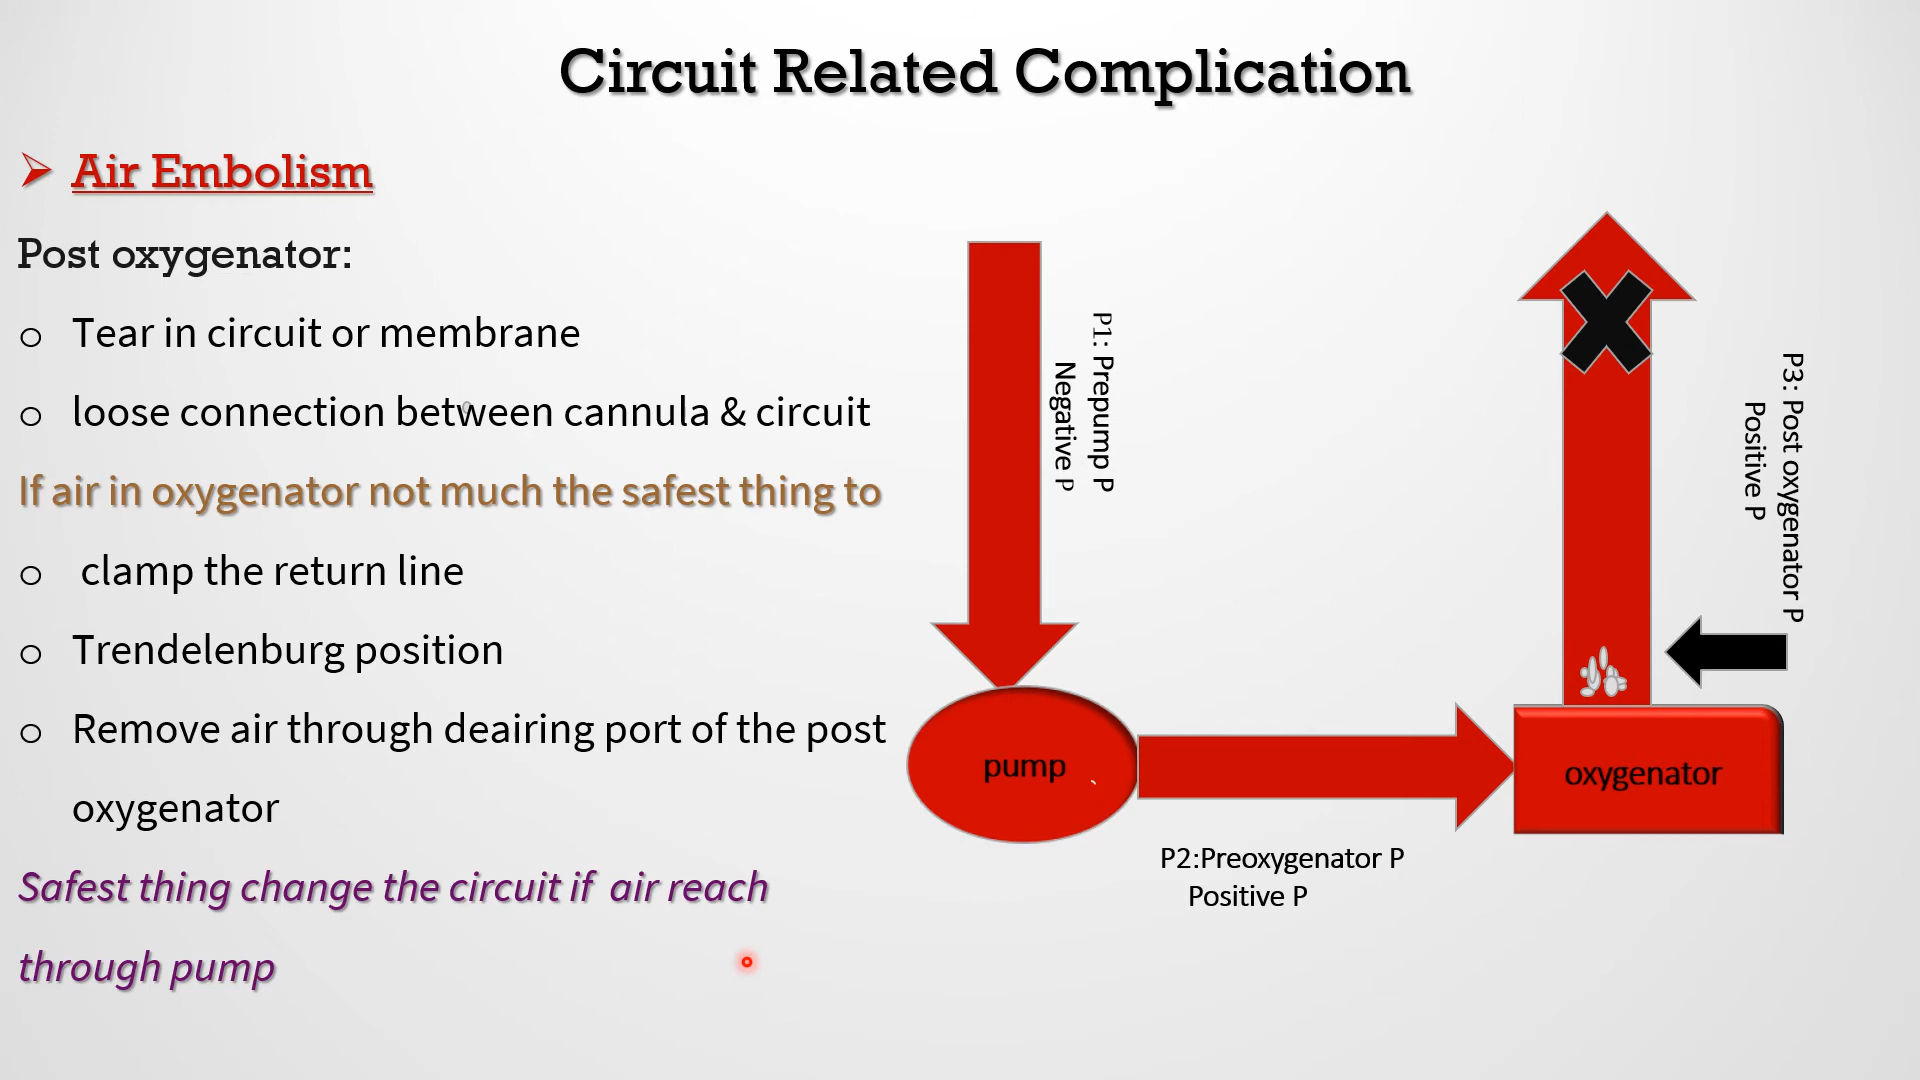 Circuit Related Complication
Air Embolism
Post oxygenator:
Tear in circuit or membrane
loose connection between cannula & circuit
If air in oxygenator not much the safest thing to
clamp the return line
Trendelenburg position
Remove air through deairing port of the post
oxygenator
Safest thing change the circuit if air reach
through pump
P1: Prepump P
Negative P
pump
P2:Preoxygenator P
Positive P
oxygenator
P3: Post oxygenator P
Positive P